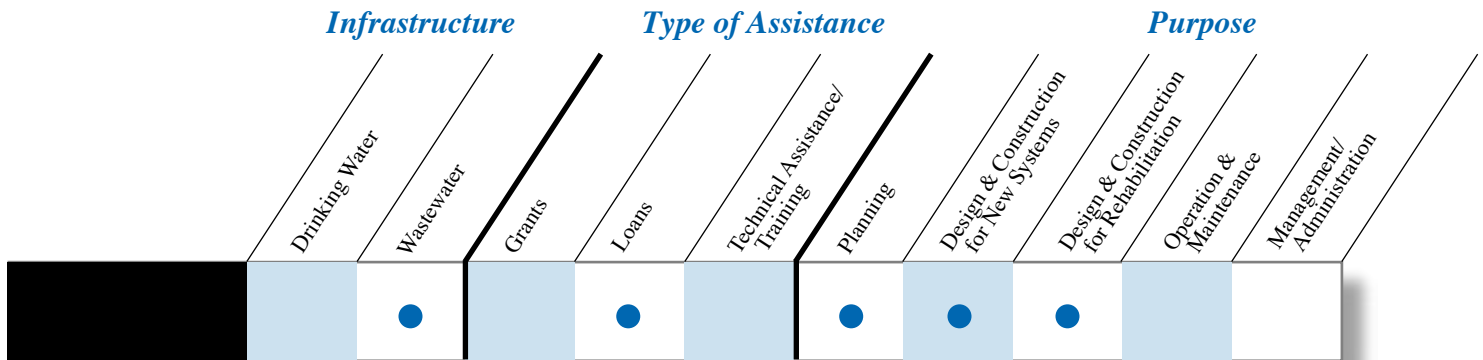 Infrastructure
Type of Assistance
Purpose
Drinking Water
Wastewater
Grants
Loans
Technical Assistance/
Training
Planning
Design & Construction
for New Systems
Design & Construction
for Rehabilitation
Operation &
Maintenance
Management/
Administration